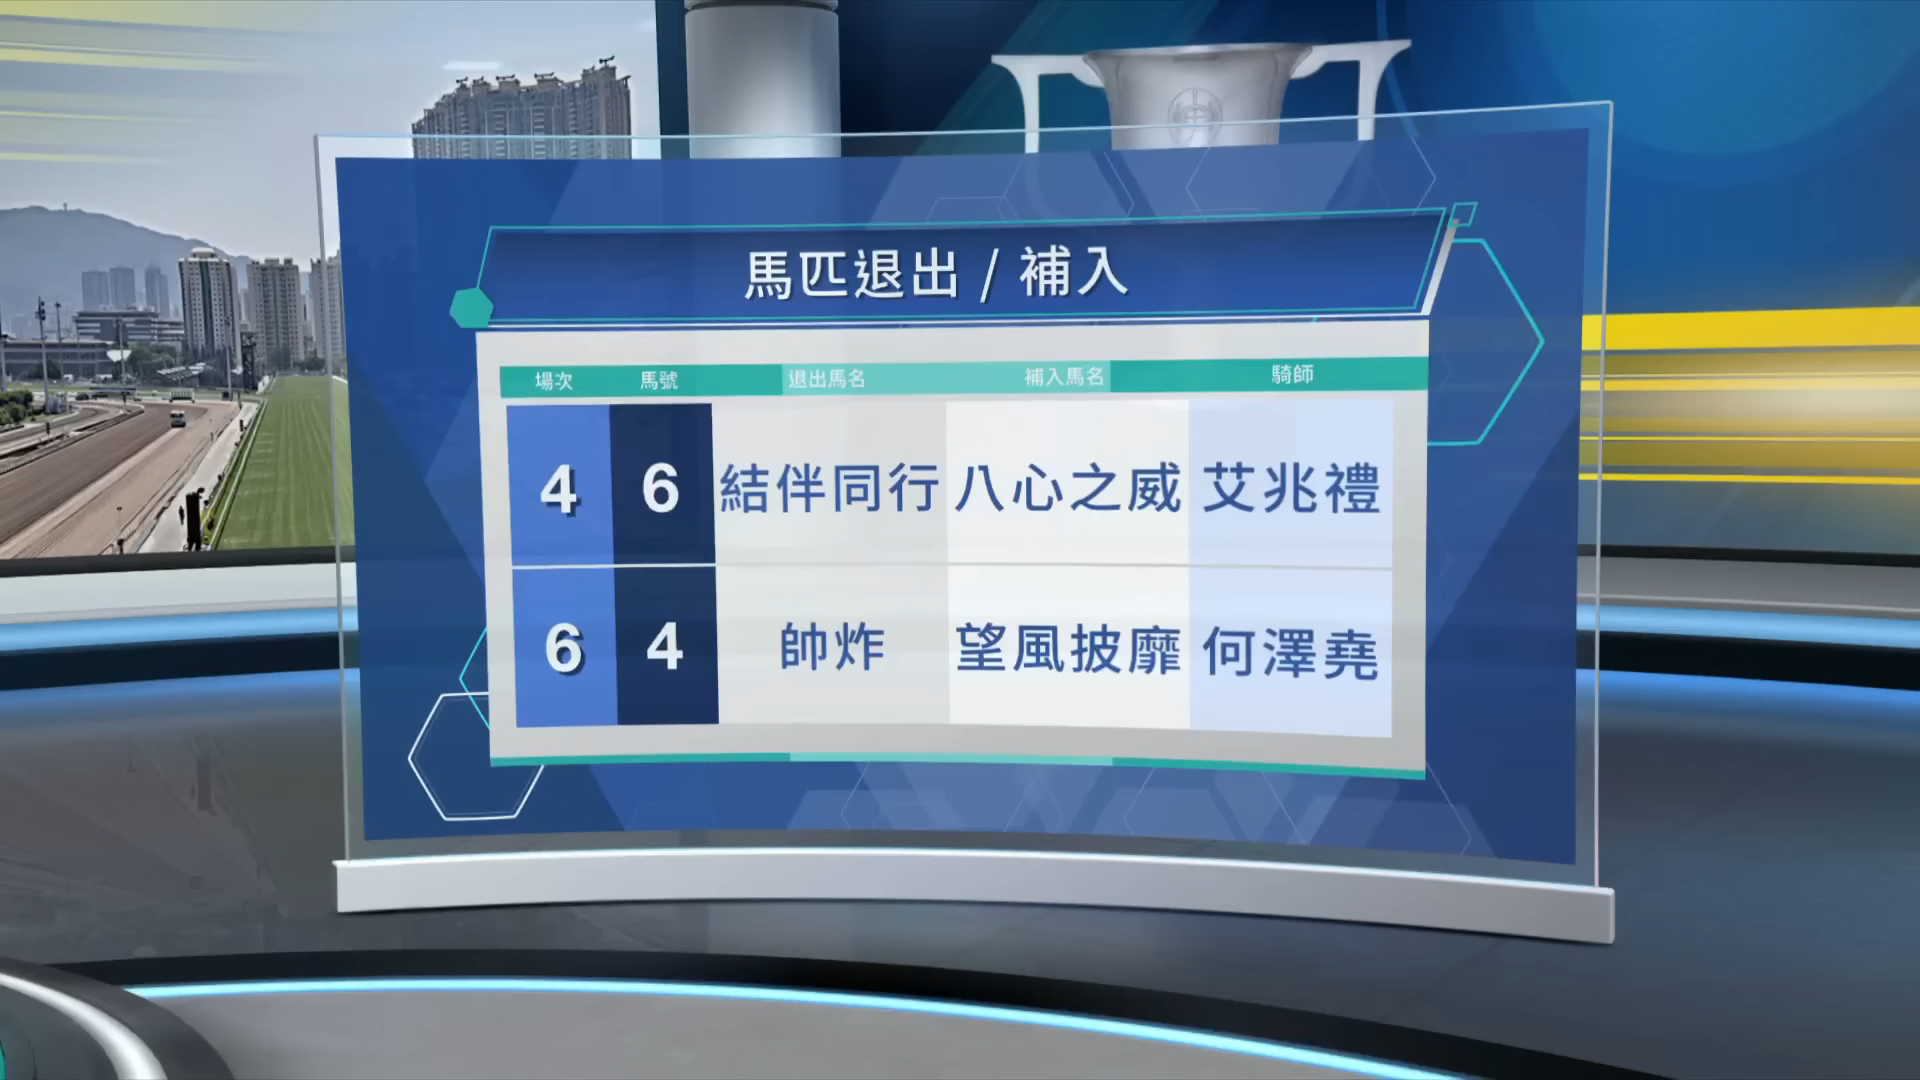 馬匹退出 / 補入
場次 馬號 退出馬名 補入馬名 騎師
4 6 結伴同行 八心之威 艾兆禮
6 4 帥炸 望風披靡 何澤堯